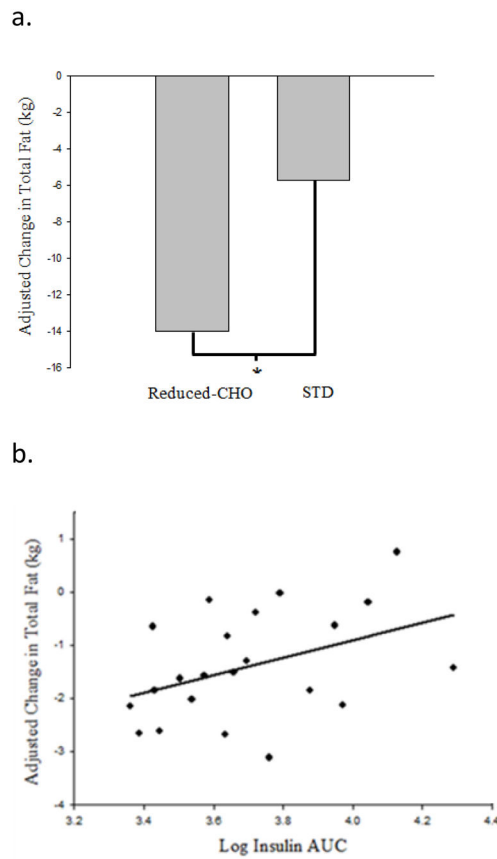 a.
Adjusted Change in Total Fat (kg)
0
-2
-4
-6
-8
-10
-12
-14
-16
*
Reduced-CHO STD
b.
Adjusted Change in Total Fat (kg)
1
0
-1
-2
-3
-4
3.2 3.4 3.6 3.8 4.0 4.2 4.4
Log Insulin AUC